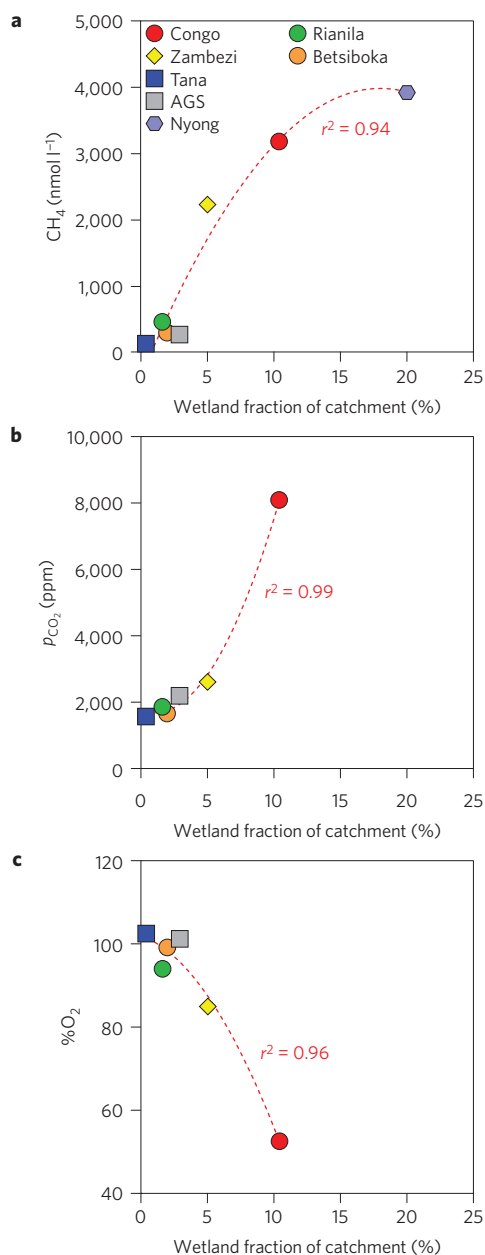 a
5,000
4,000
3,000
2,000
1,000
0
CH4 (nmol l−1)
Congo
Zambezi
Tana
AGS
Nyong
Rianila
Betsiboka
r2 = 0.94
0 5 10 15 20 25
Wetland fraction of catchment (%)
b
10,000
8,000
6,000
4,000
2,000
0
pCO2 (ppm)
r2 = 0.99
0 5 10 15 20 25
Wetland fraction of catchment (%)
c
120
100
80
60
40
%O2
r2 = 0.96
0 5 10 15 20 25
Wetland fraction of catchment (%)